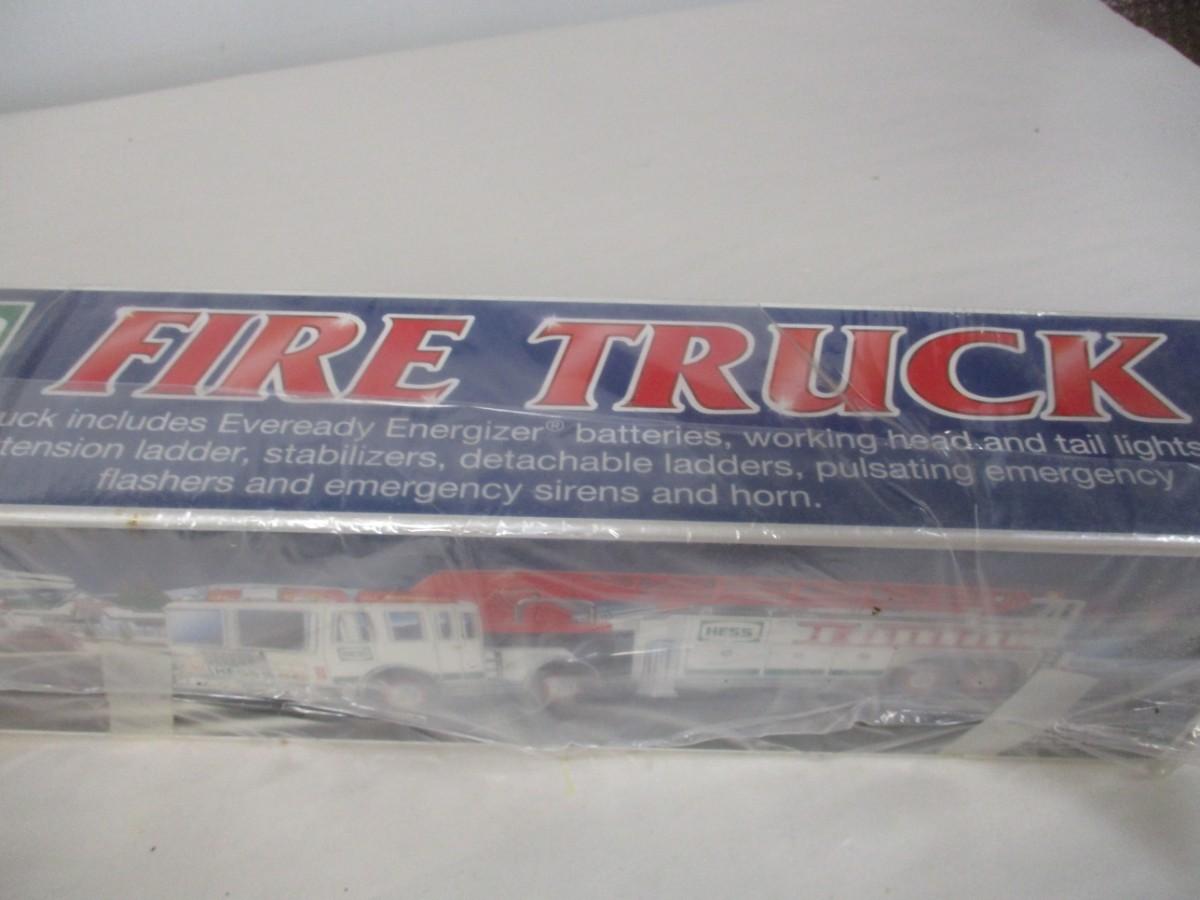 FIRE TRUCK
uck includes Eveready Energizer® batteries, working head and tail lights
tension ladder, stabilizers, detachable ladders, pulsating emergency
flashers and emergency sirens and horn.
HESS